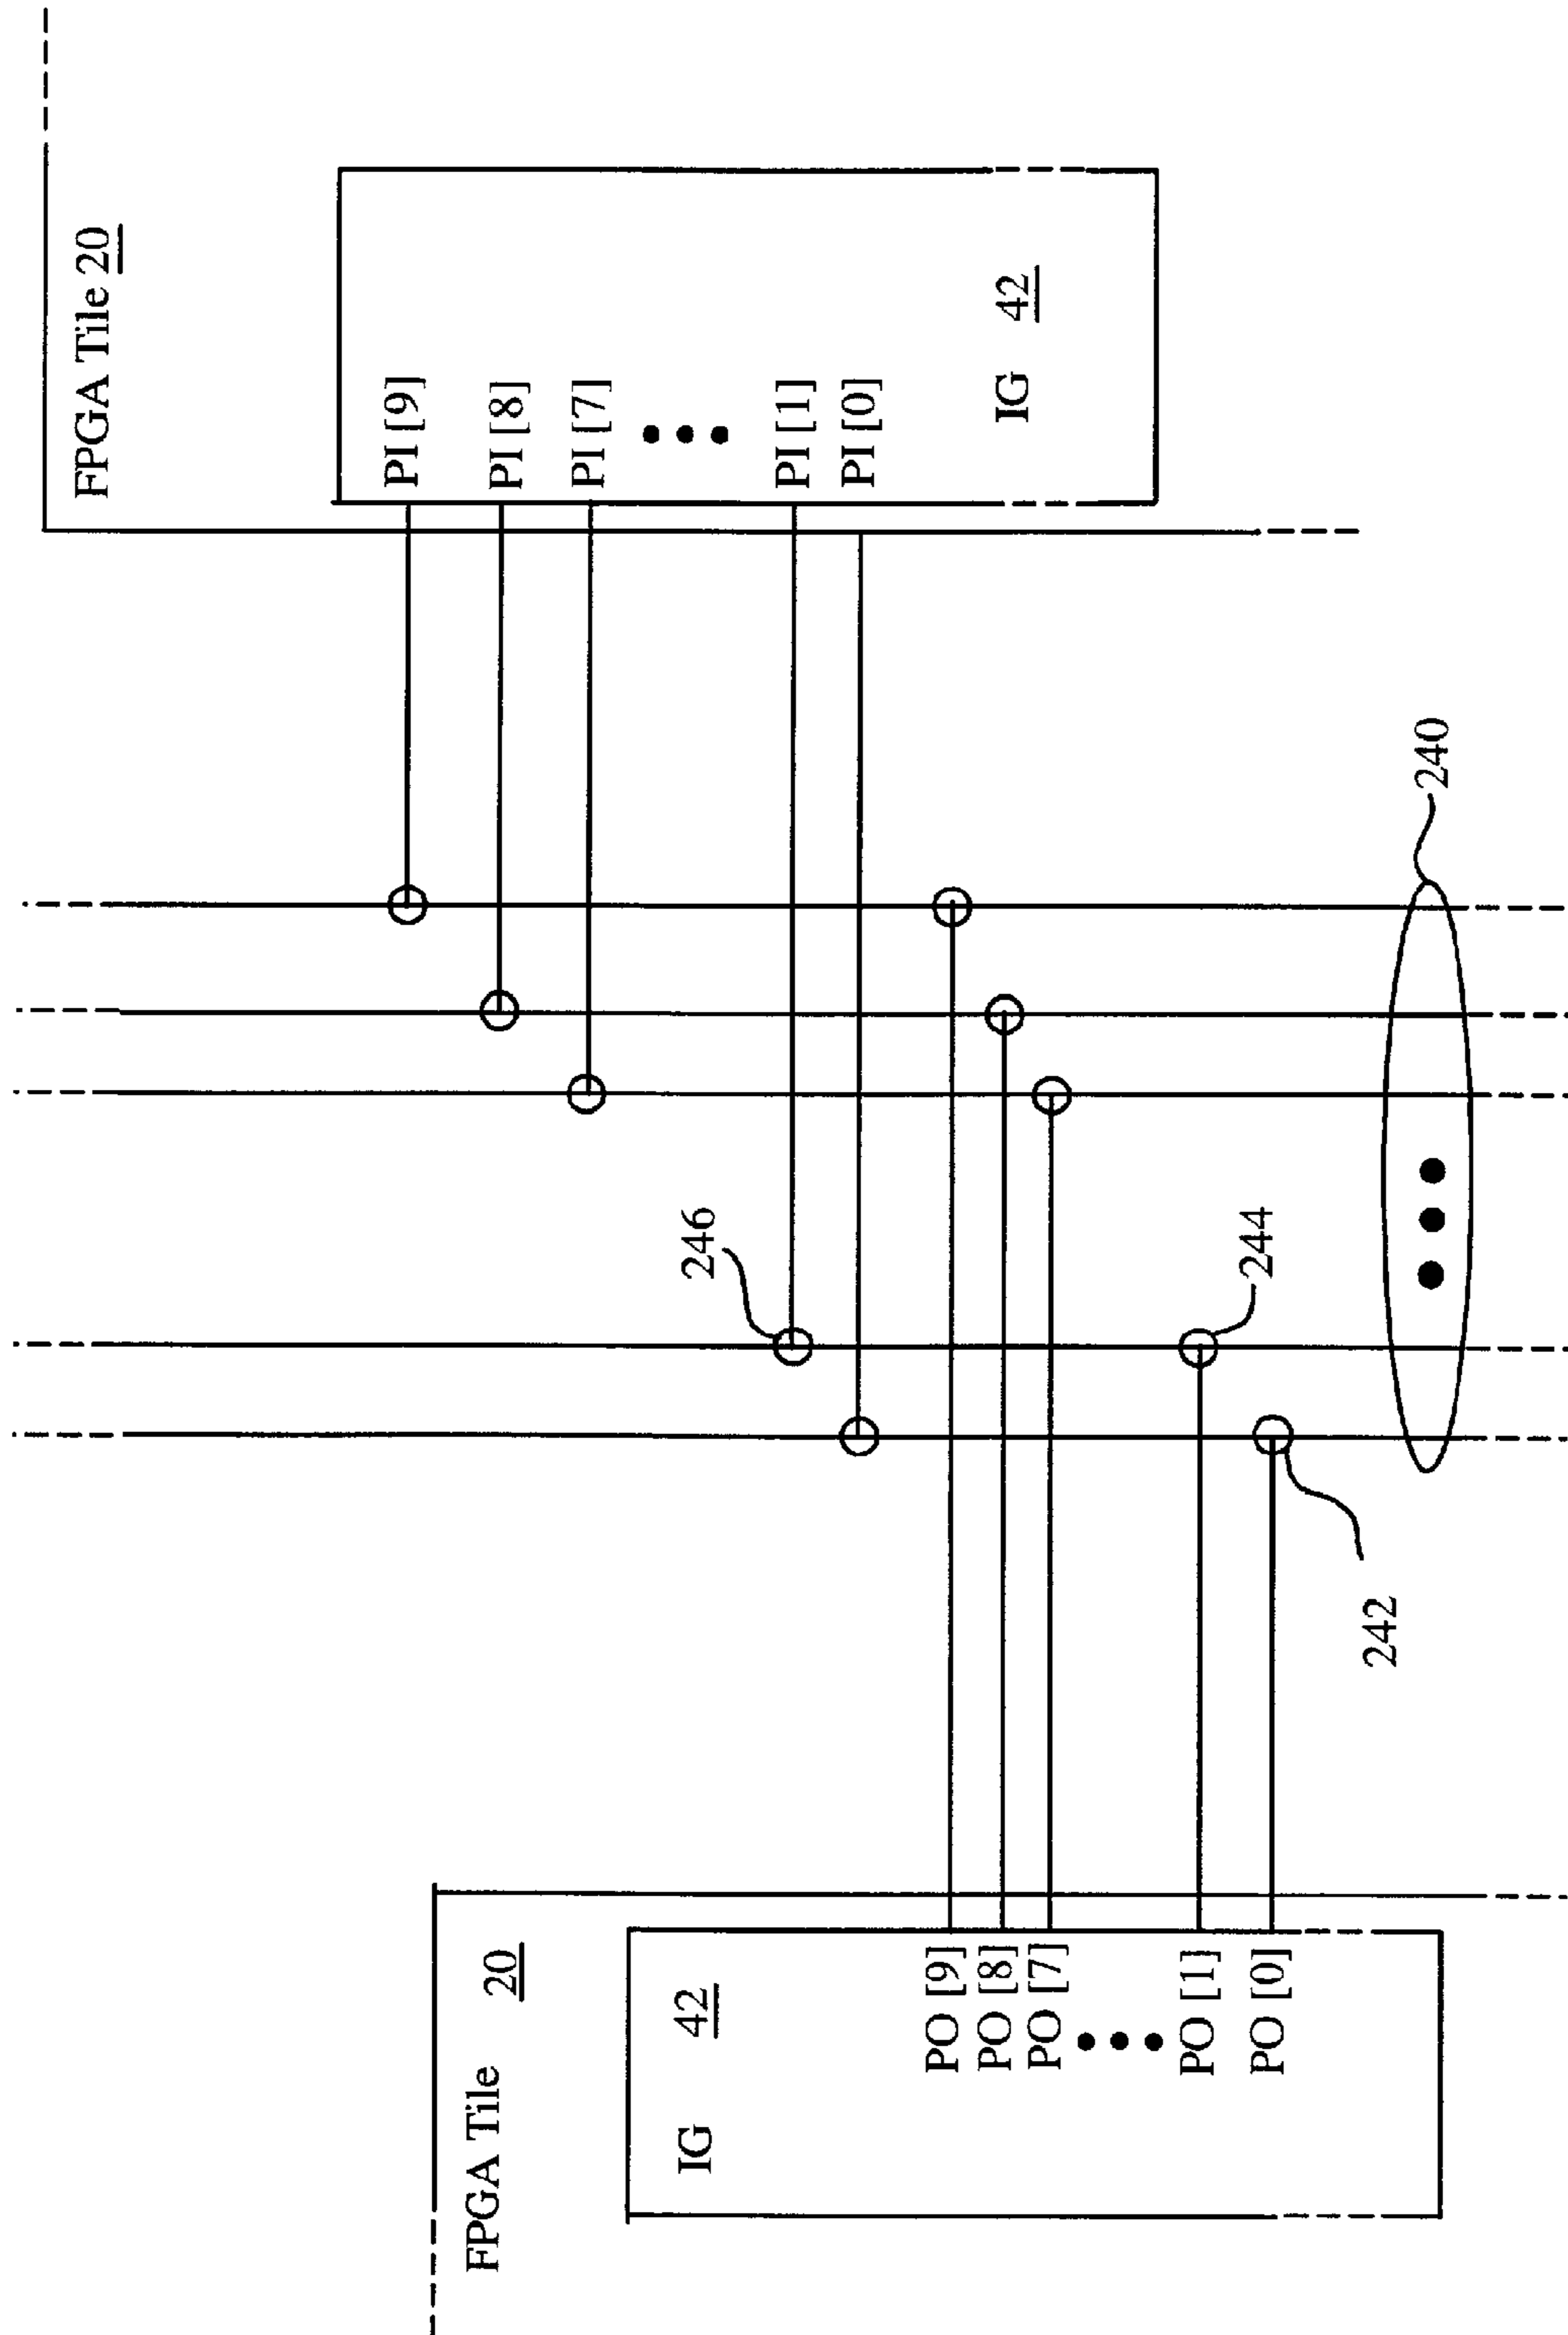 FPGA Tile 20
IG 42
PO [9]
PO [8]
PO [7]
PO [1]
PO [0]
242
244
246
240
FPGA Tile 20
PI [9]
PI [8]
PI [7]
PI [1]
PI [0]
IG 42